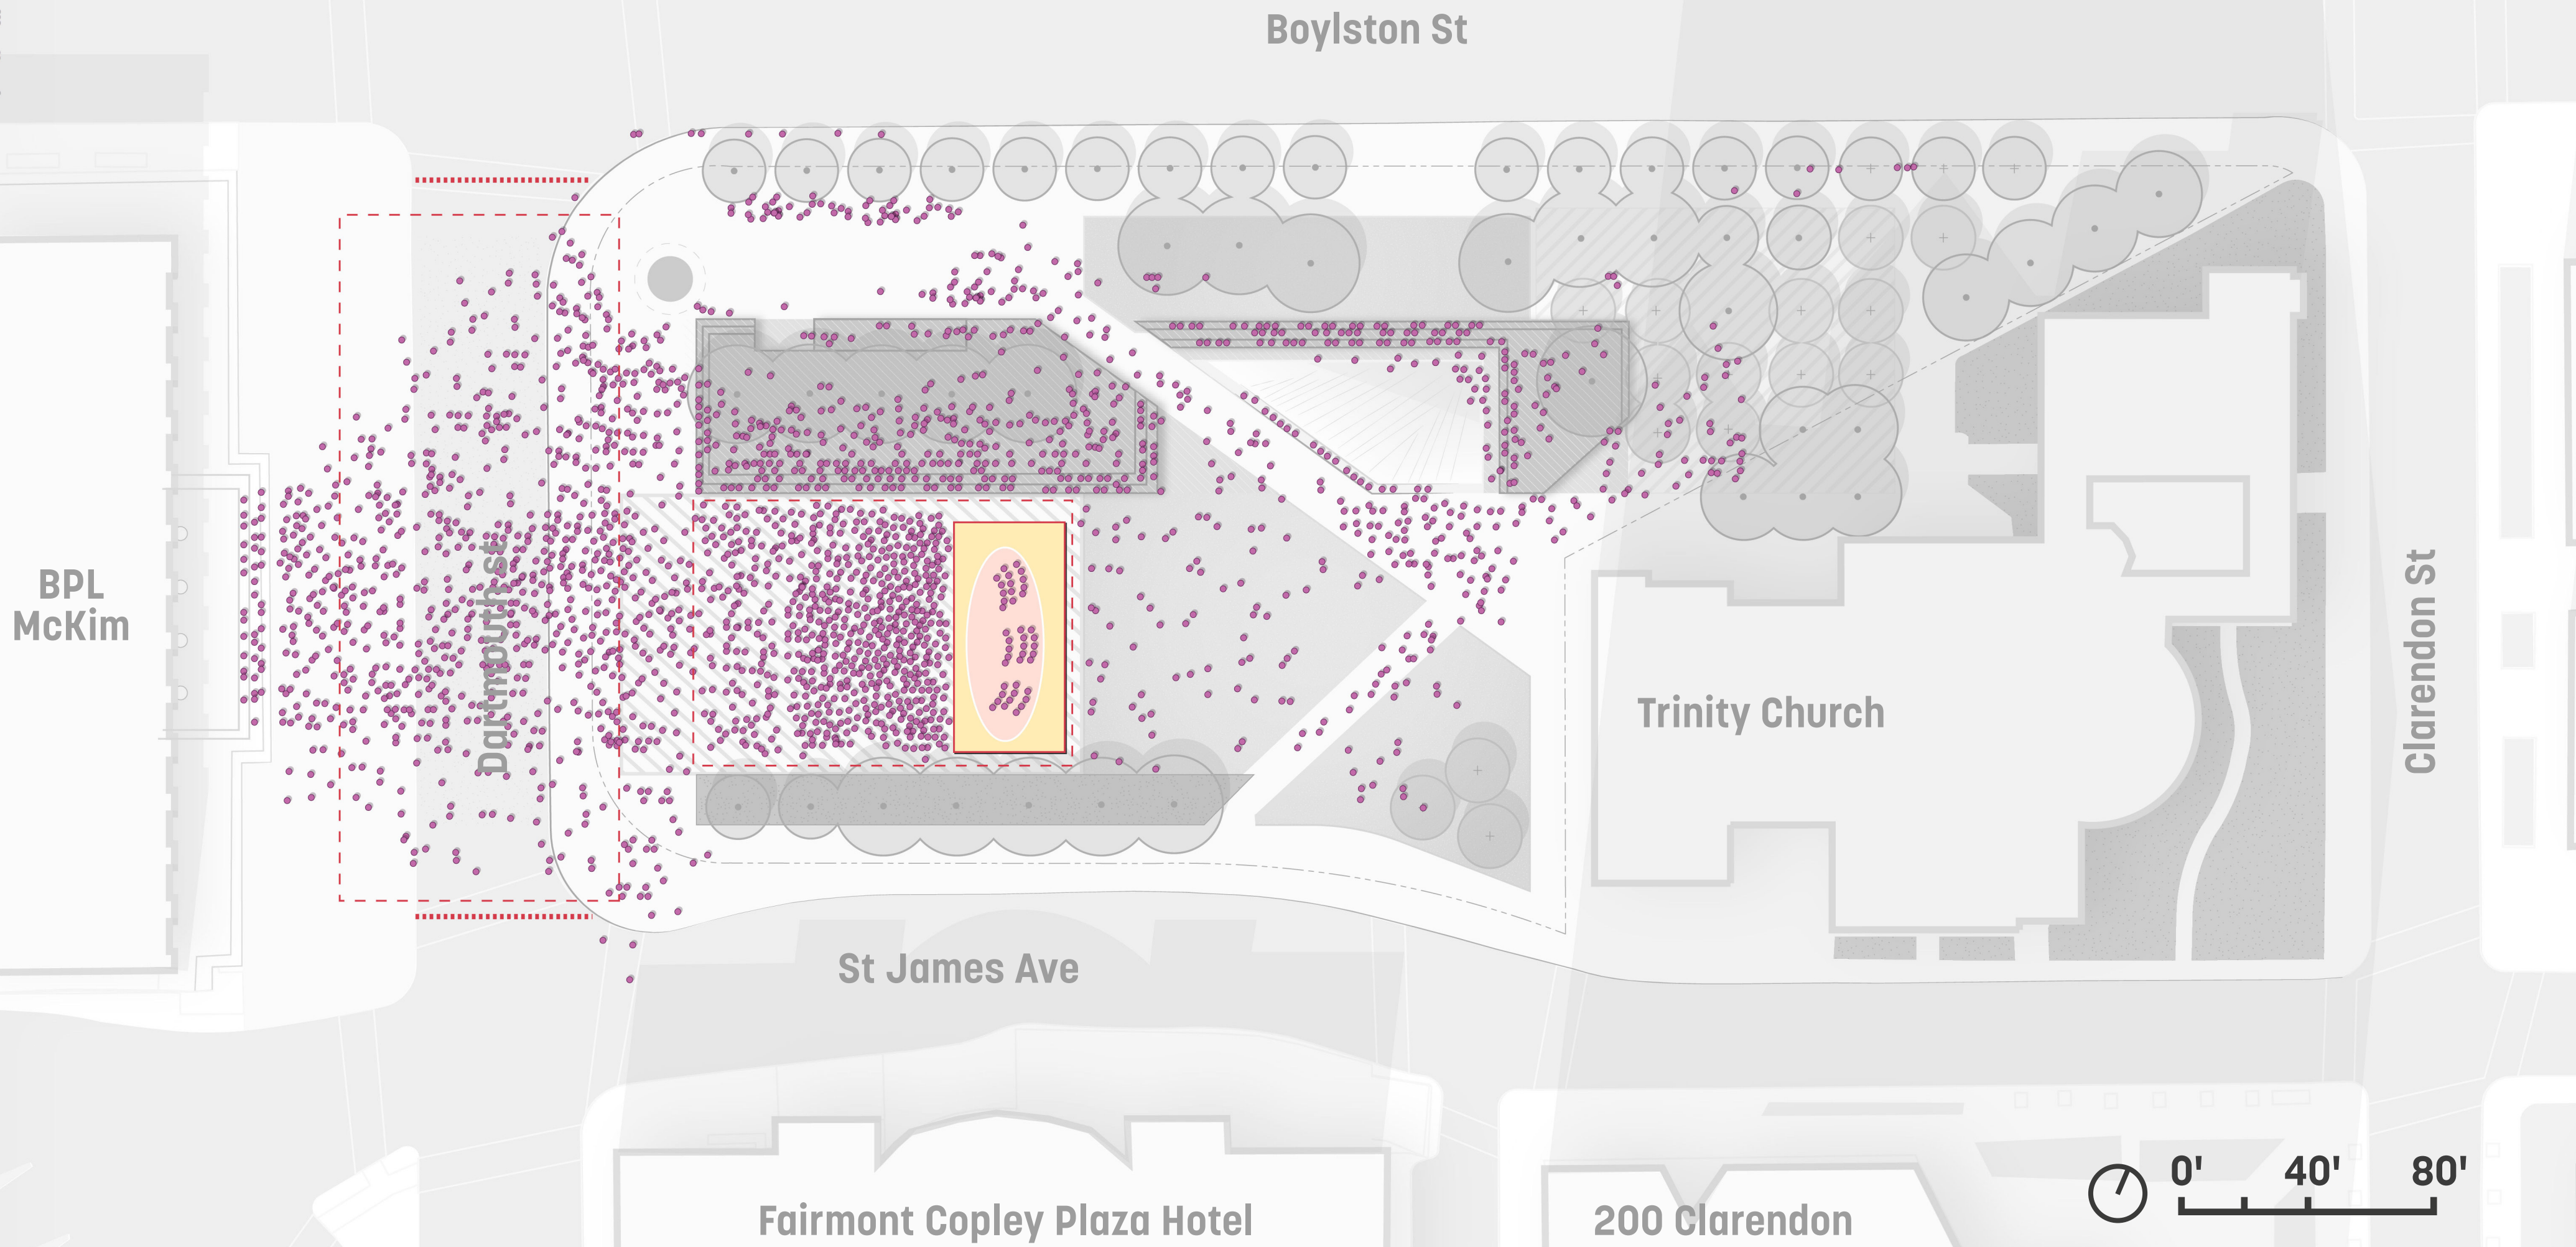 Boylston St
BPL
McKim
Dartmouth St
Trinity Church
Clarendon St
St James Ave
Fairmont Copley Plaza Hotel
200 Clarendon
0' 40' 80'